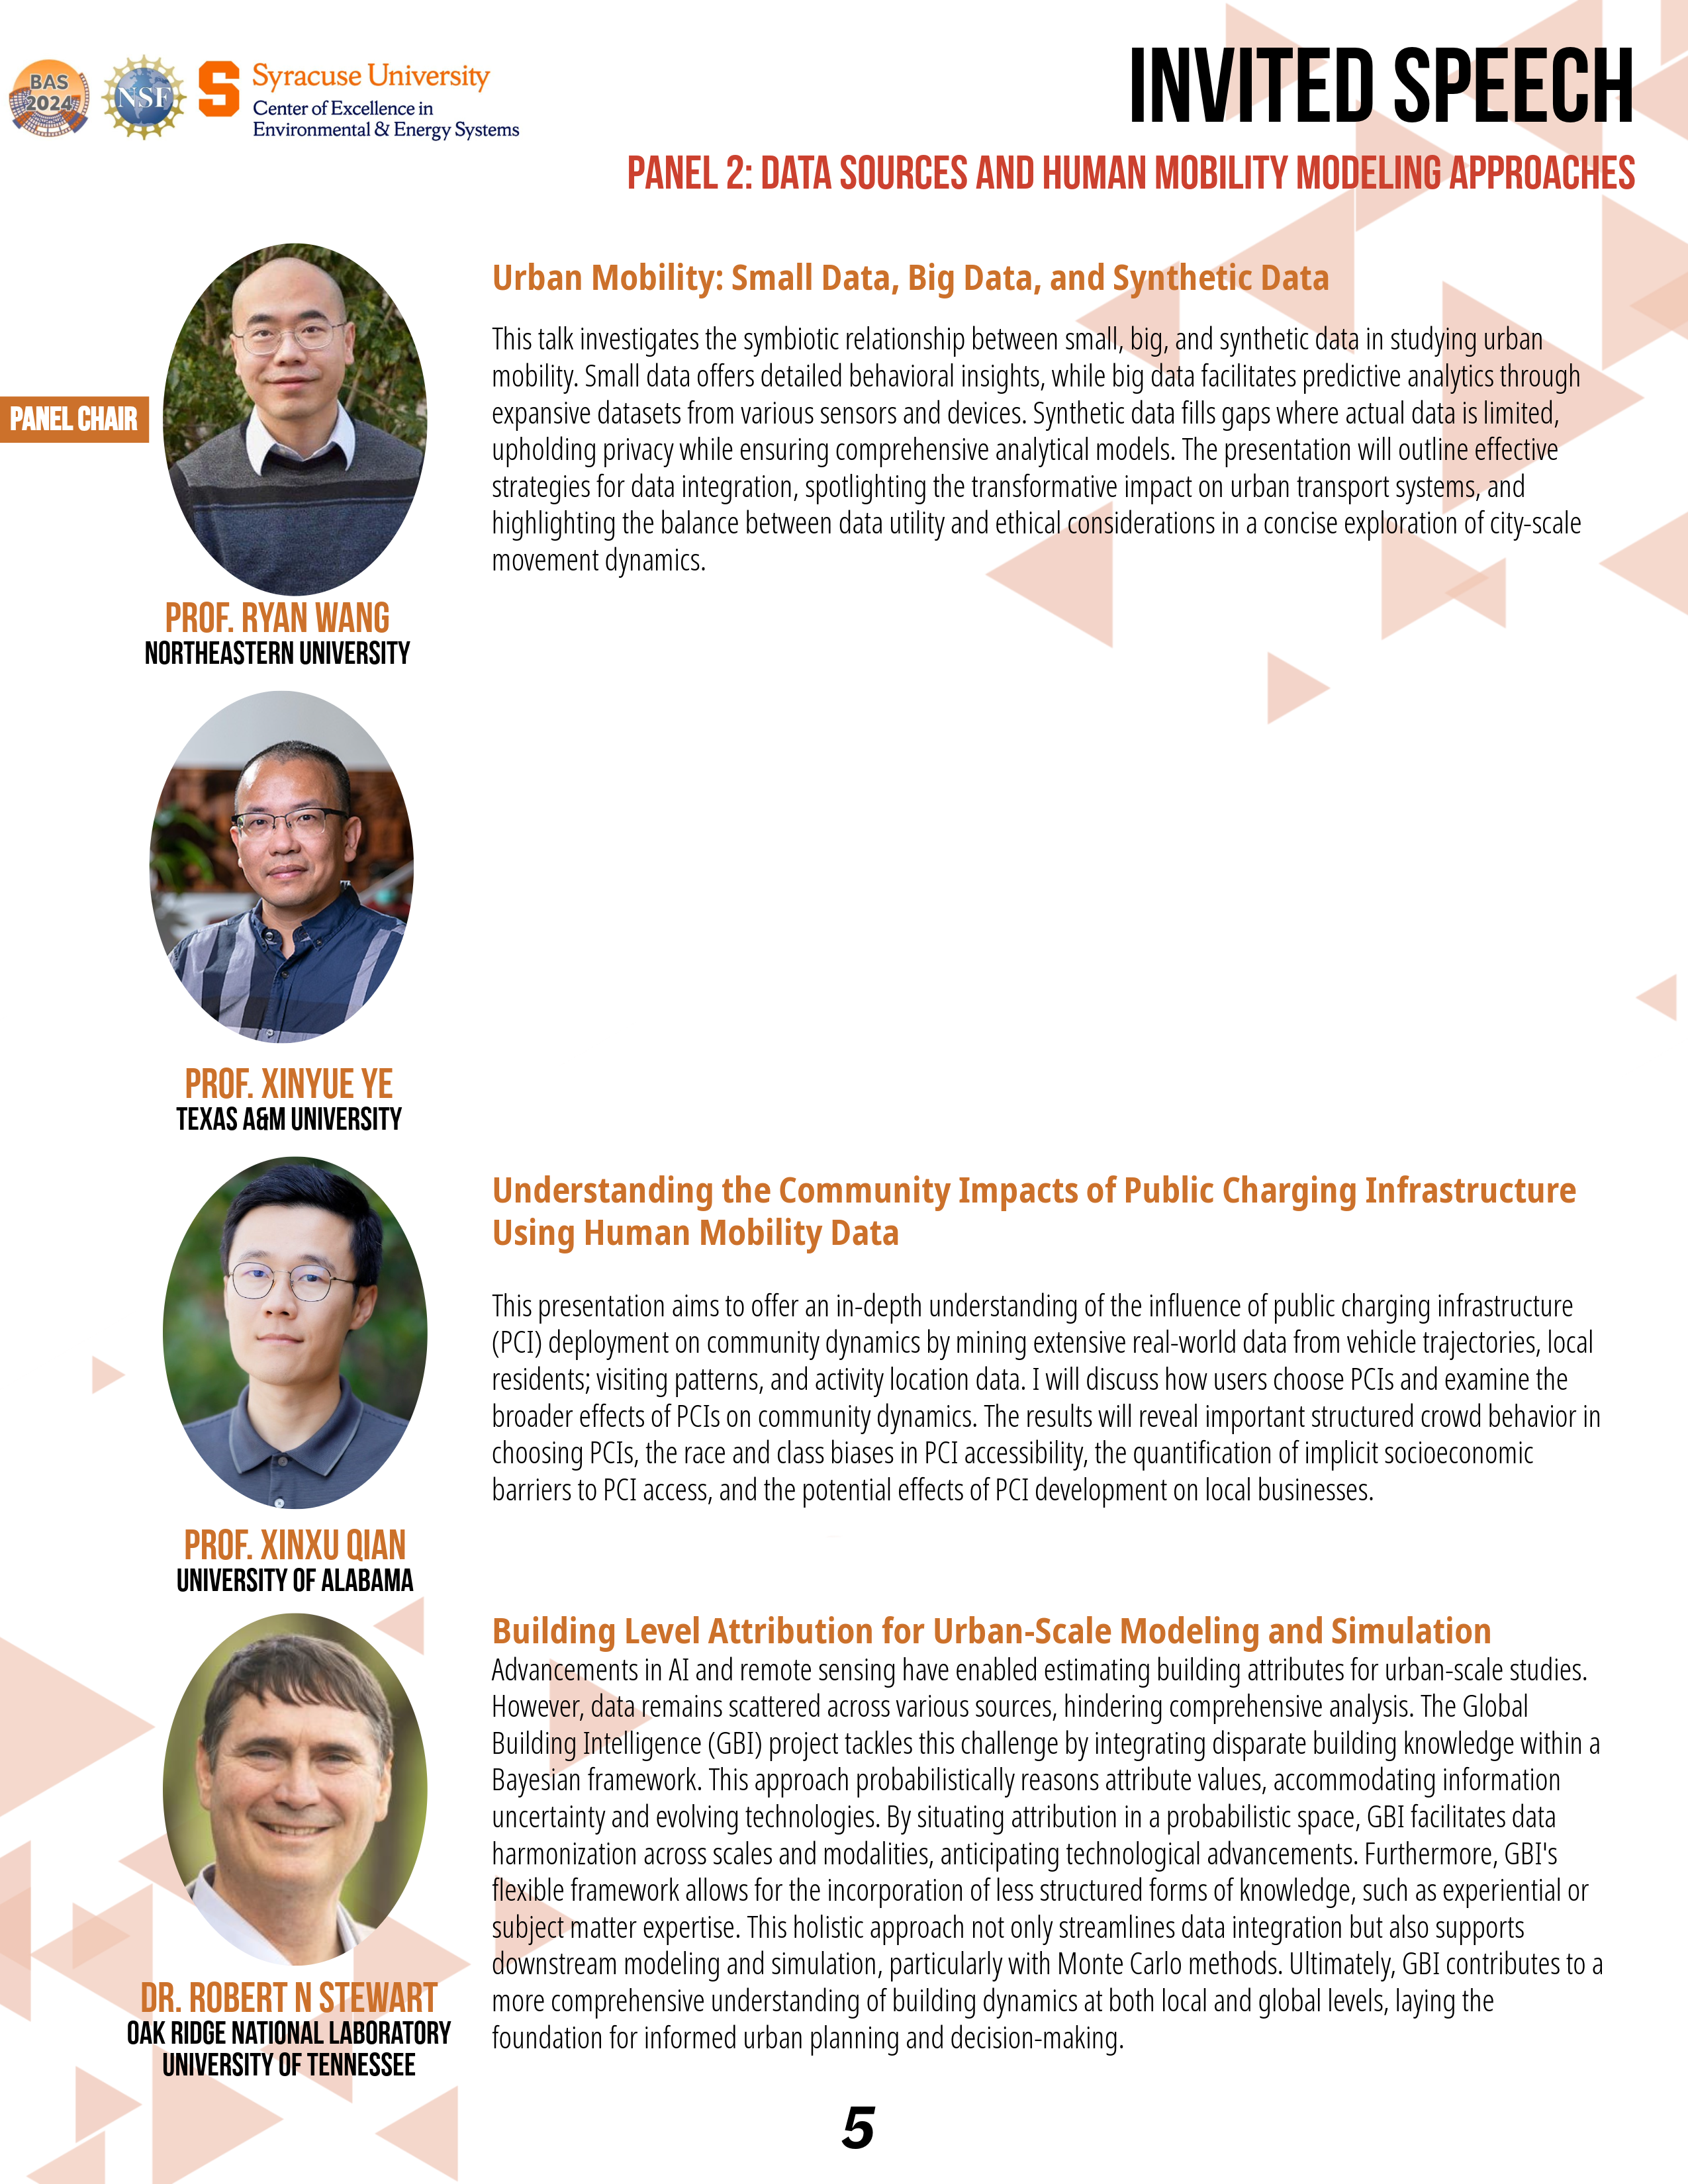 BAS
2024
NSF
S
Syracuse University
Center of Excellence in
Environmental & Energy Systems
INVITED SPEECH
PANEL 2: DATA SOURCES AND HUMAN MOBILITY MODELING APPROACHES
PANEL CHAIR
PROF. RYAN WANG
NORTHEASTERN UNIVERSITY
Urban Mobility: Small Data, Big Data, and Synthetic Data
This talk investigates the symbiotic relationship between small, big, and synthetic data in studying urban
mobility. Small data offers detailed behavioral insights, while big data facilitates predictive analytics through
expansive datasets from various sensors and devices. Synthetic data fills gaps where actual data is limited,
upholding privacy while ensuring comprehensive analytical models. The presentation will outline effective
strategies for data integration, spotlighting the transformative impact on urban transport systems, and
highlighting the balance between data utility and ethical considerations in a concise exploration of city-scale
movement dynamics.
PROF. XINYUE YE
TEXAS A&M UNIVERSITY
PROF. XINXU QIAN
UNIVERSITY OF ALABAMA
Understanding the Community Impacts of Public Charging Infrastructure
Using Human Mobility Data
This presentation aims to offer an in-depth understanding of the influence of public charging infrastructure
(PCI) deployment on community dynamics by mining extensive real-world data from vehicle trajectories, local
residents; visiting patterns, and activity location data. I will discuss how users choose PCIs and examine the
broader effects of PCIs on community dynamics. The results will reveal important structured crowd behavior in
choosing PCIs, the race and class biases in PCI accessibility, the quantification of implicit socioeconomic
barriers to PCI access, and the potential effects of PCI development on local businesses.
DR. ROBERT N STEWART
OAK RIDGE NATIONAL LABORATORY
UNIVERSITY OF TENNESSEE
Building Level Attribution for Urban-Scale Modeling and Simulation
Advancements in AI and remote sensing have enabled estimating building attributes for urban-scale studies.
However, data remains scattered across various sources, hindering comprehensive analysis. The Global
Building Intelligence (GBI) project tackles this challenge by integrating disparate building knowledge within a
Bayesian framework. This approach probabilistically reasons attribute values, accommodating information
uncertainty and evolving technologies. By situating attribution in a probabilistic space, GBI facilitates data
harmonization across scales and modalities, anticipating technological advancements. Furthermore, GBI's
flexible framework allows for the incorporation of less structured forms of knowledge, such as experiential or
subject matter expertise. This holistic approach not only streamlines data integration but also supports
downstream modeling and simulation, particularly with Monte Carlo methods. Ultimately, GBI contributes to a
more comprehensive understanding of building dynamics at both local and global levels, laying the
foundation for informed urban planning and decision-making.
5